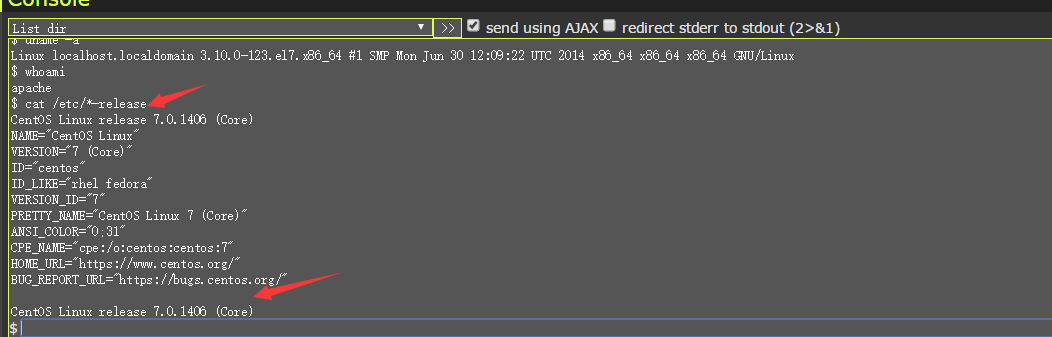 Console
List dir >> send using AJAX redirect stderr to stdout (2>&1)
$ uname -a
Linux localhost.localdomain 3.10.0-123.el7.x86_64 #1 SMP Mon Jun 30 12:09:22 UTC 2014 x86_64 x86_64 x86_64 GNU/Linux
$ whoami
apache
$ cat /etc/*-release
CentOS Linux release 7.0.1406 (Core)
NAME="CentOS Linux"
VERSION="7 (Core)"
ID="centos"
ID_LIKE="rhel fedora"
VERSION_ID="7"
PRETTY_NAME="CentOS Linux 7 (Core)"
ANSI_COLOR="0;31"
CPE_NAME="cpe:/o:centos:centos:7"
HOME_URL="https://www.centos.org/"
BUG_REPORT_URL="https://bugs.centos.org/"
CentOS Linux release 7.0.1406 (Core)
$